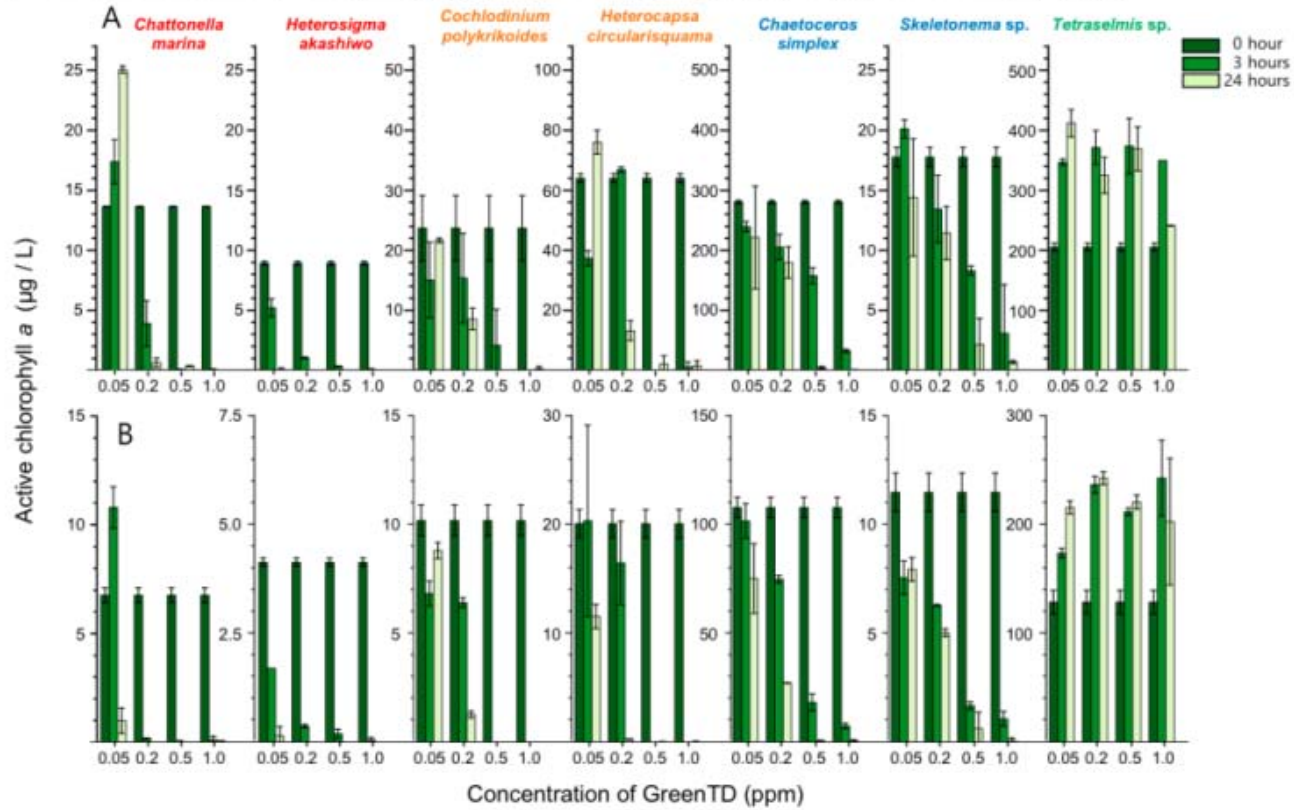 A
Chattonella
marina
Heterosigma
akashiwo
Cochlodinium
polykrikoides
Heterocapsa
circularisquama
Chaetoceros
simplex
Skeletonema sp.
Tetraselmis sp.
0 hour
3 hours
24 hours
25 25 50 100 500 25 500
20 20 40 80 400 20 400
15 15 30 60 300 15 300
10 10 20 40 200 10 200
5 5 10 20 100 5 100
0.05 0.2 0.5 1.0 0.05 0.2 0.5 1.0 0.05 0.2 0.5 1.0 0.05 0.2 0.5 1.0 0.05 0.2 0.5 1.0 0.05 0.2 0.5 1.0 0.05 0.2 0.5 1.0
Active chlorophyll a (µg / L)
B
15 7.5 15 30 150 15 300
10 5.0 10 20 100 10 200
5 2.5 5 10 50 5 100
0.05 0.2 0.5 1.0 0.05 0.2 0.5 1.0 0.05 0.2 0.5 1.0 0.05 0.2 0.5 1.0 0.05 0.2 0.5 1.0 0.05 0.2 0.5 1.0 0.05 0.2 0.5 1.0
Concentration of GreenTD (ppm)